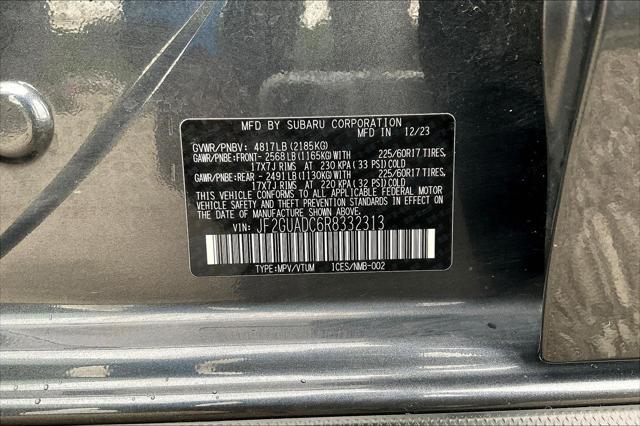 MFD BY SUBARU CORPORATION
MFD IN 12/23
GVWR/PNBV: 4817LB (2185KG)
GAWR/PNBE:FRONT- 2568LB (1165KG) WITH 225/60R17 TIRES,
17X7J RIMS AT 230 KPA (33 PSI) COLD
GAWR/PNBE:REAR - 2491LB (1130KG) WITH 225/60R17 TIRES,
17X7J RIMS AT 220 KPA (32 PSI) COLD
THIS VEHICLE CONFORMS TO ALL APPLICABLE FEDERAL MOTOR
VEHICLE SAFETY AND THEFT PREVENTION STANDARDS IN EFFECT ON THE
DATE OF MANUFACTURE SHOWN ABOVE.
VIN: JF2GUADC6R8332313
TYPE:MPV/VTUM 1CES/NMB-002